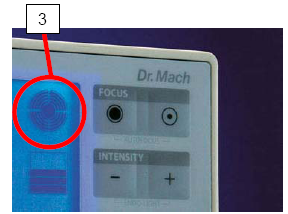 3
Dr. Mach
FOCUS
INTENSITY
- +